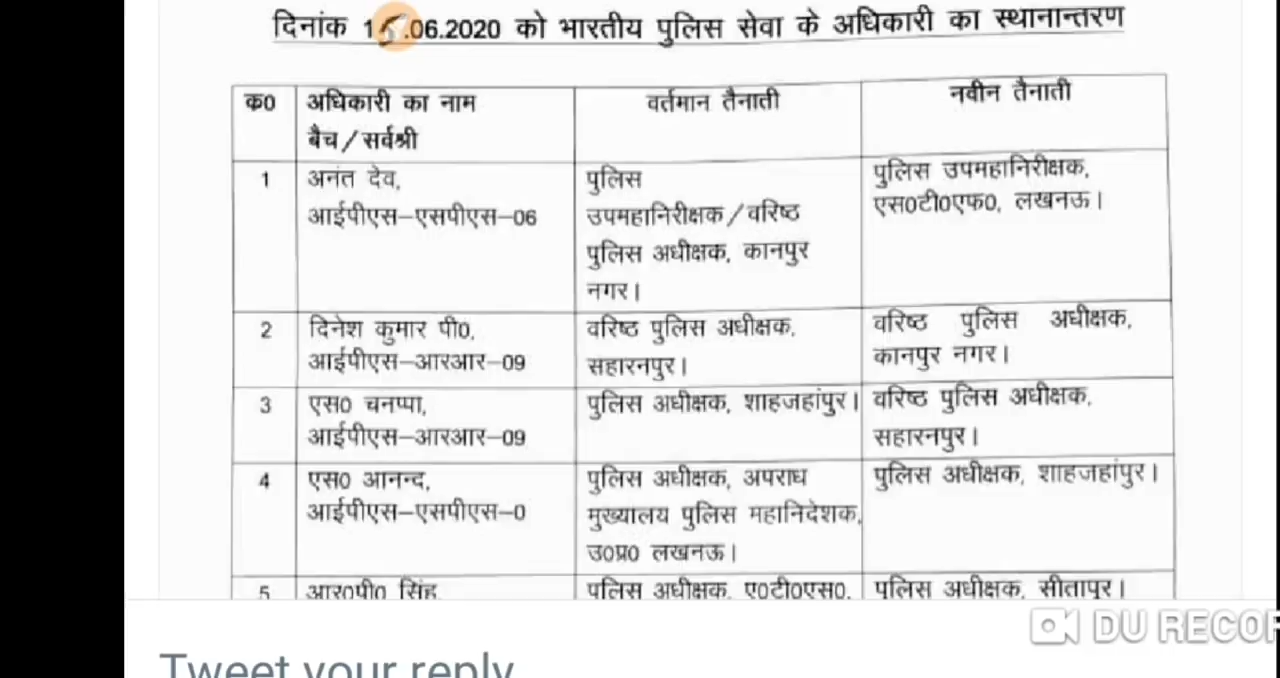 दिनांक 15.06.2020 को भारतीय पुलिस सेवा के अधिकारी का स्थानान्तरण
क0 अधिकारी का नाम वर्तमान तैनाती नवीन तैनाती
बैच/सर्वश्री
1 अनंत देव, पुलिस पुलिस उपमहानिरीक्षक,
आईपीएस-एसपीएस-06 उपमहानिरीक्षक/वरिष्ठ एस0टी0एफ0, लखनऊ।
पुलिस अधीक्षक, कानपुर
नगर।
2 दिनेश कुमार पी0, वरिष्ठ पुलिस अधीक्षक, वरिष्ठ पुलिस अधीक्षक,
आईपीएस-आरआर-09 सहारनपुर। कानपुर नगर।
3 एस0 चनप्पा, पुलिस अधीक्षक, शाहजहांपुर। वरिष्ठ पुलिस अधीक्षक,
आईपीएस-आरआर-09 सहारनपुर।
4 एस0 आनन्द, पुलिस अधीक्षक, अपराध पुलिस अधीक्षक, शाहजहांपुर।
आईपीएस-एसपीएस-0 मुख्यालय पुलिस महानिदेशक,
उ0प्र0 लखनऊ।
5 आर0पी0 सिंह, पुलिस अधीक्षक, ए0टी0एस0, पुलिस अधीक्षक, सीतापुर।
DU RECOR
Tweet your reply